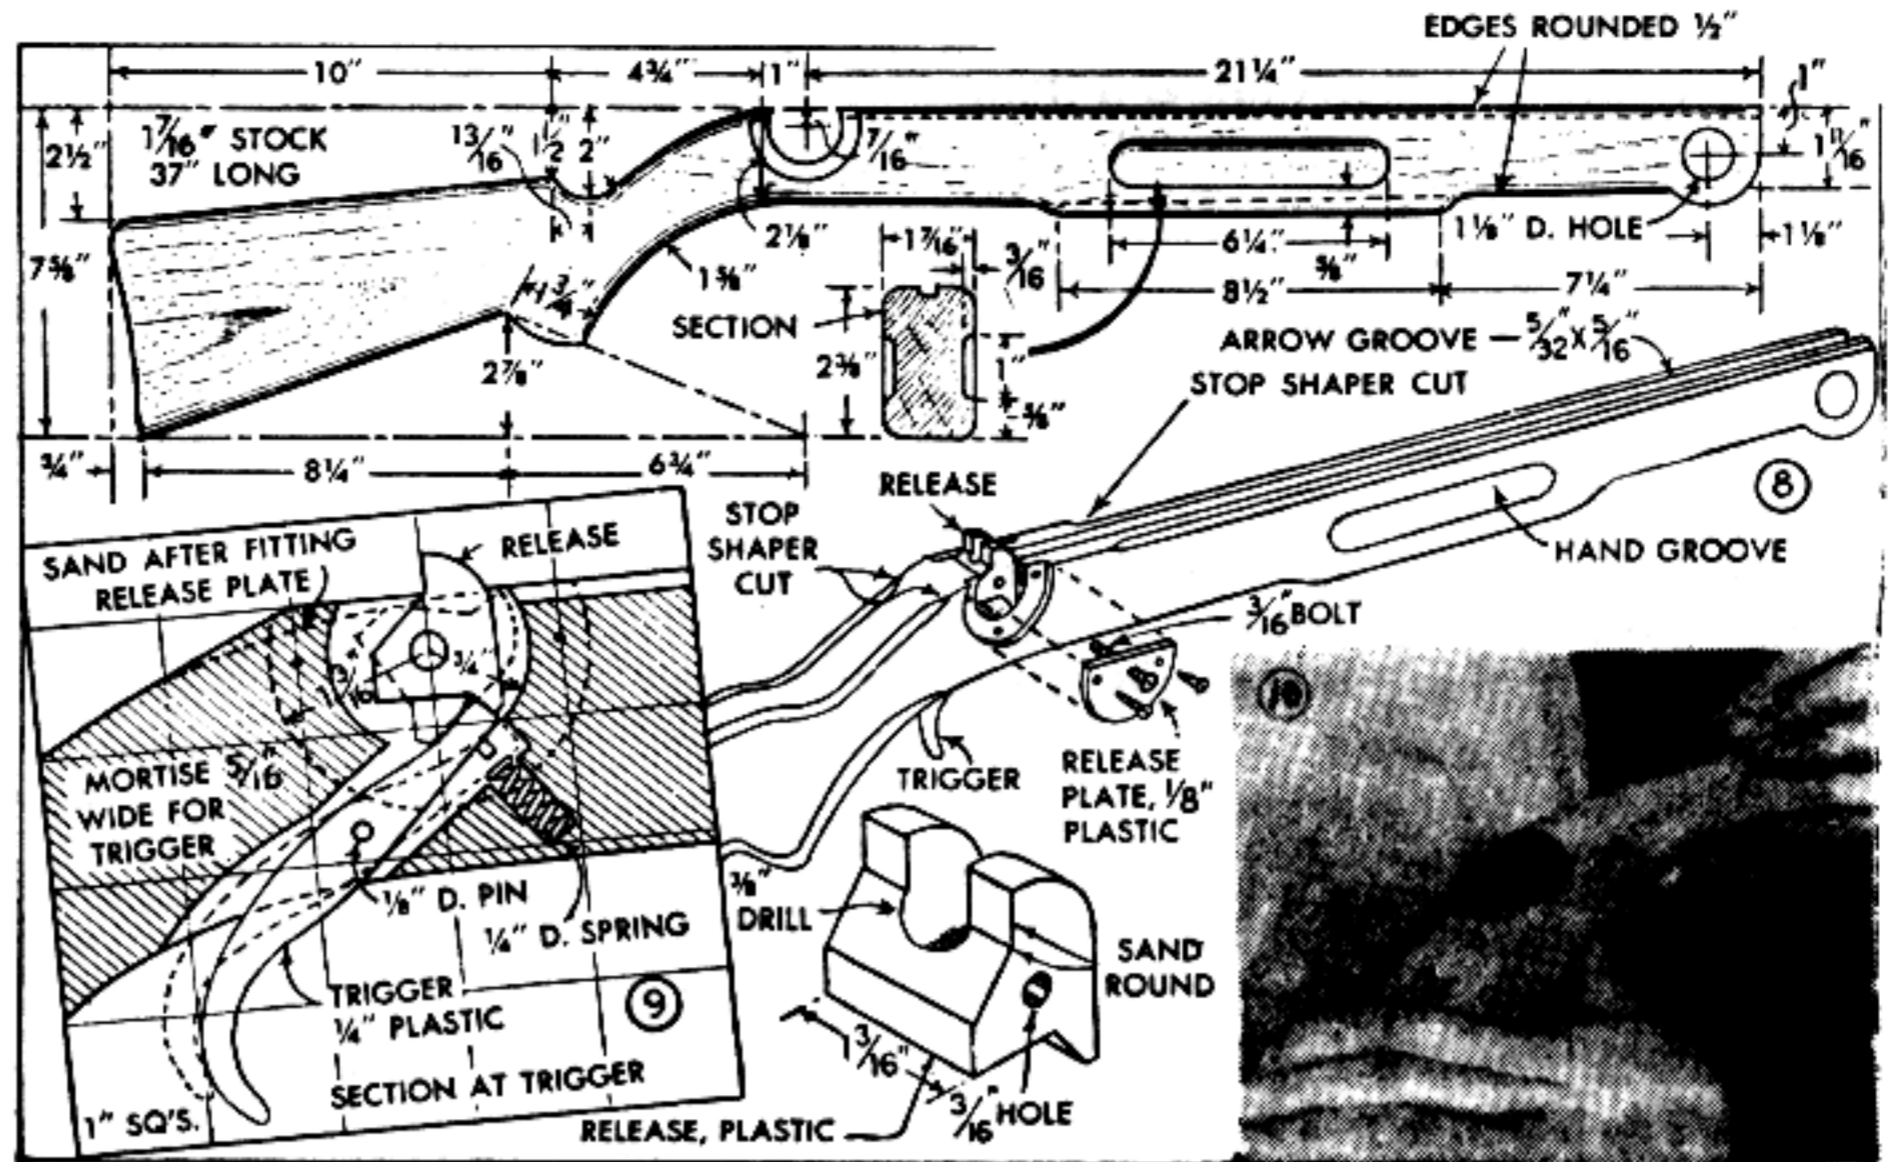 EDGES ROUNDED ½"
10"
4¾"
1"
21¼"
1"
2½"
1 7/16" STOCK
37" LONG
13/16"
1½"
2"
7/16"
1 11/16"
7⅝"
2⅛"
1⅝"
1¾"
SECTION
1 7/16"
3/16"
6¼"
⅝"
1⅛" D. HOLE
1⅛"
8½"
7¼"
2⅞"
2⅜"
1"
⅝"
ARROW GROOVE — 5/32" X 5/16"
STOP SHAPER CUT
¾"
8¼"
6¾"
RELEASE
STOP
SHAPER
CUT
8
HAND GROOVE
3/16" BOLT
TRIGGER
RELEASE
PLATE, 1/8"
PLASTIC
SAND AFTER FITTING
RELEASE PLATE
RELEASE
¾"
MORTISE 5/16"
WIDE FOR
TRIGGER
⅛" D. PIN
¼" D. SPRING
TRIGGER
¼" PLASTIC
9
SECTION AT TRIGGER
1" SQ'S.
⅜"
DRILL
SAND
ROUND
1 3/16"
3/16" HOLE
RELEASE, PLASTIC
10